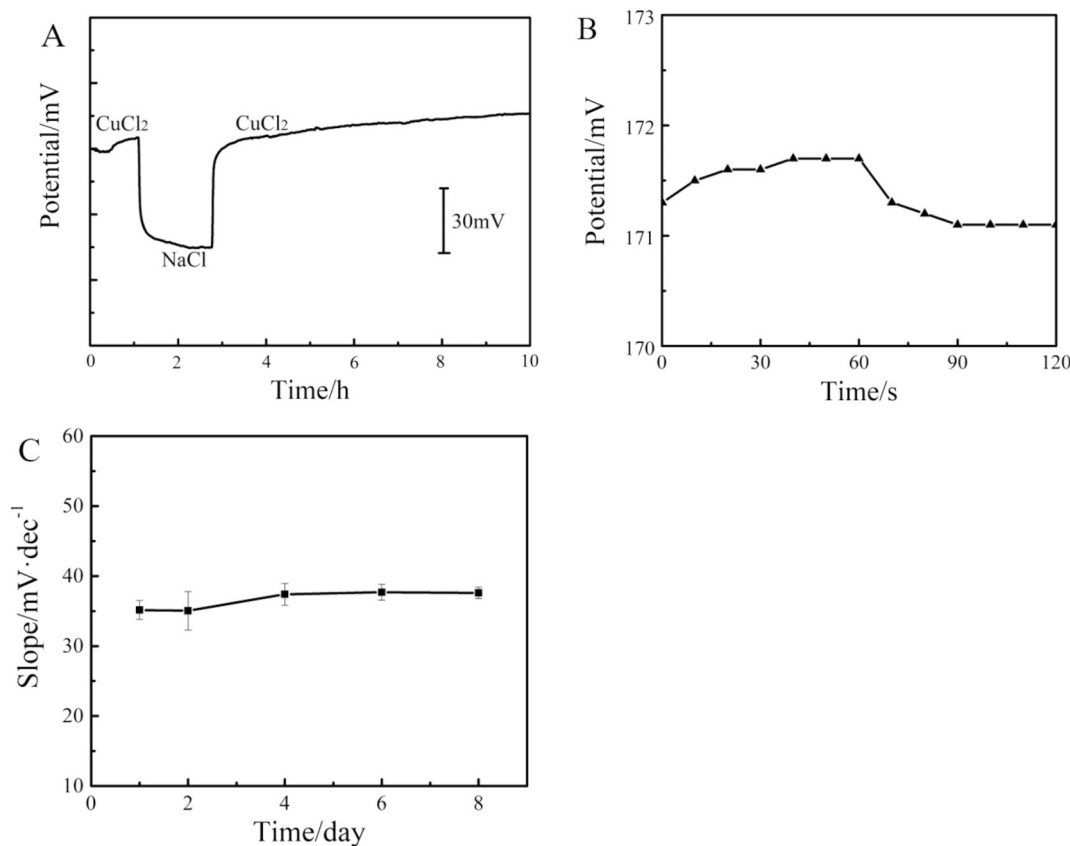 A
Potential/mV
CuCl₂
CuCl₂
NaCl
30mV
0 2 4 6 8 10
Time/h
B
Potential/mV
173
172
171
170
0 30 60 90 120
Time/s
C
Slope/mV·dec⁻¹
60
50
40
30
20
10
0 2 4 6 8
Time/day